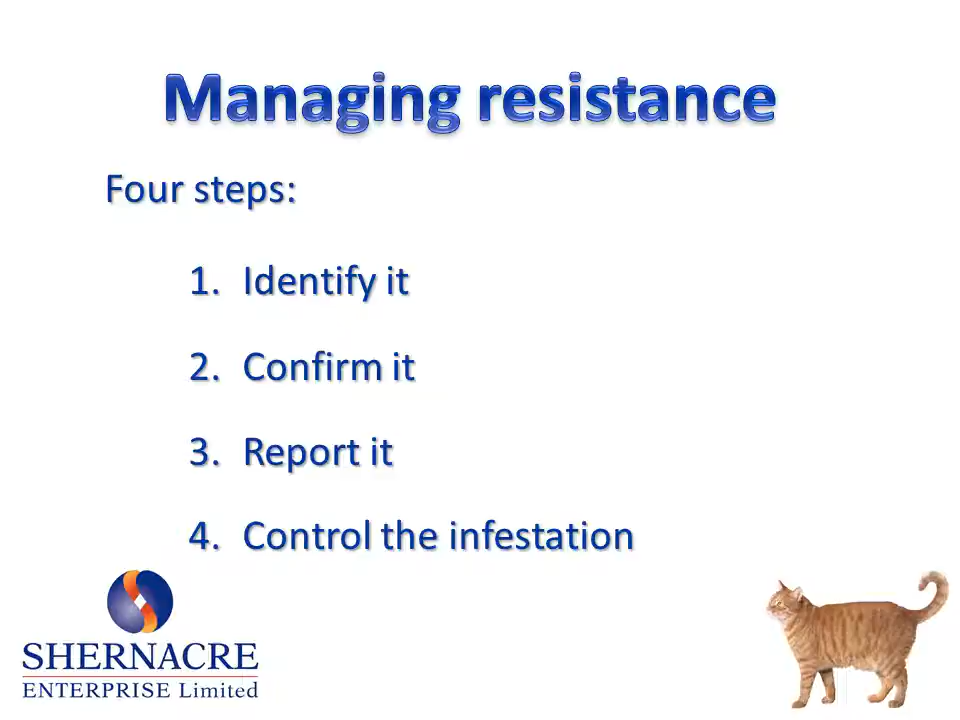 Managing resistance
Four steps:
1. Identify it
2. Confirm it
3. Report it
4. Control the infestation
SHERNACRE
ENTERPRISE Limited